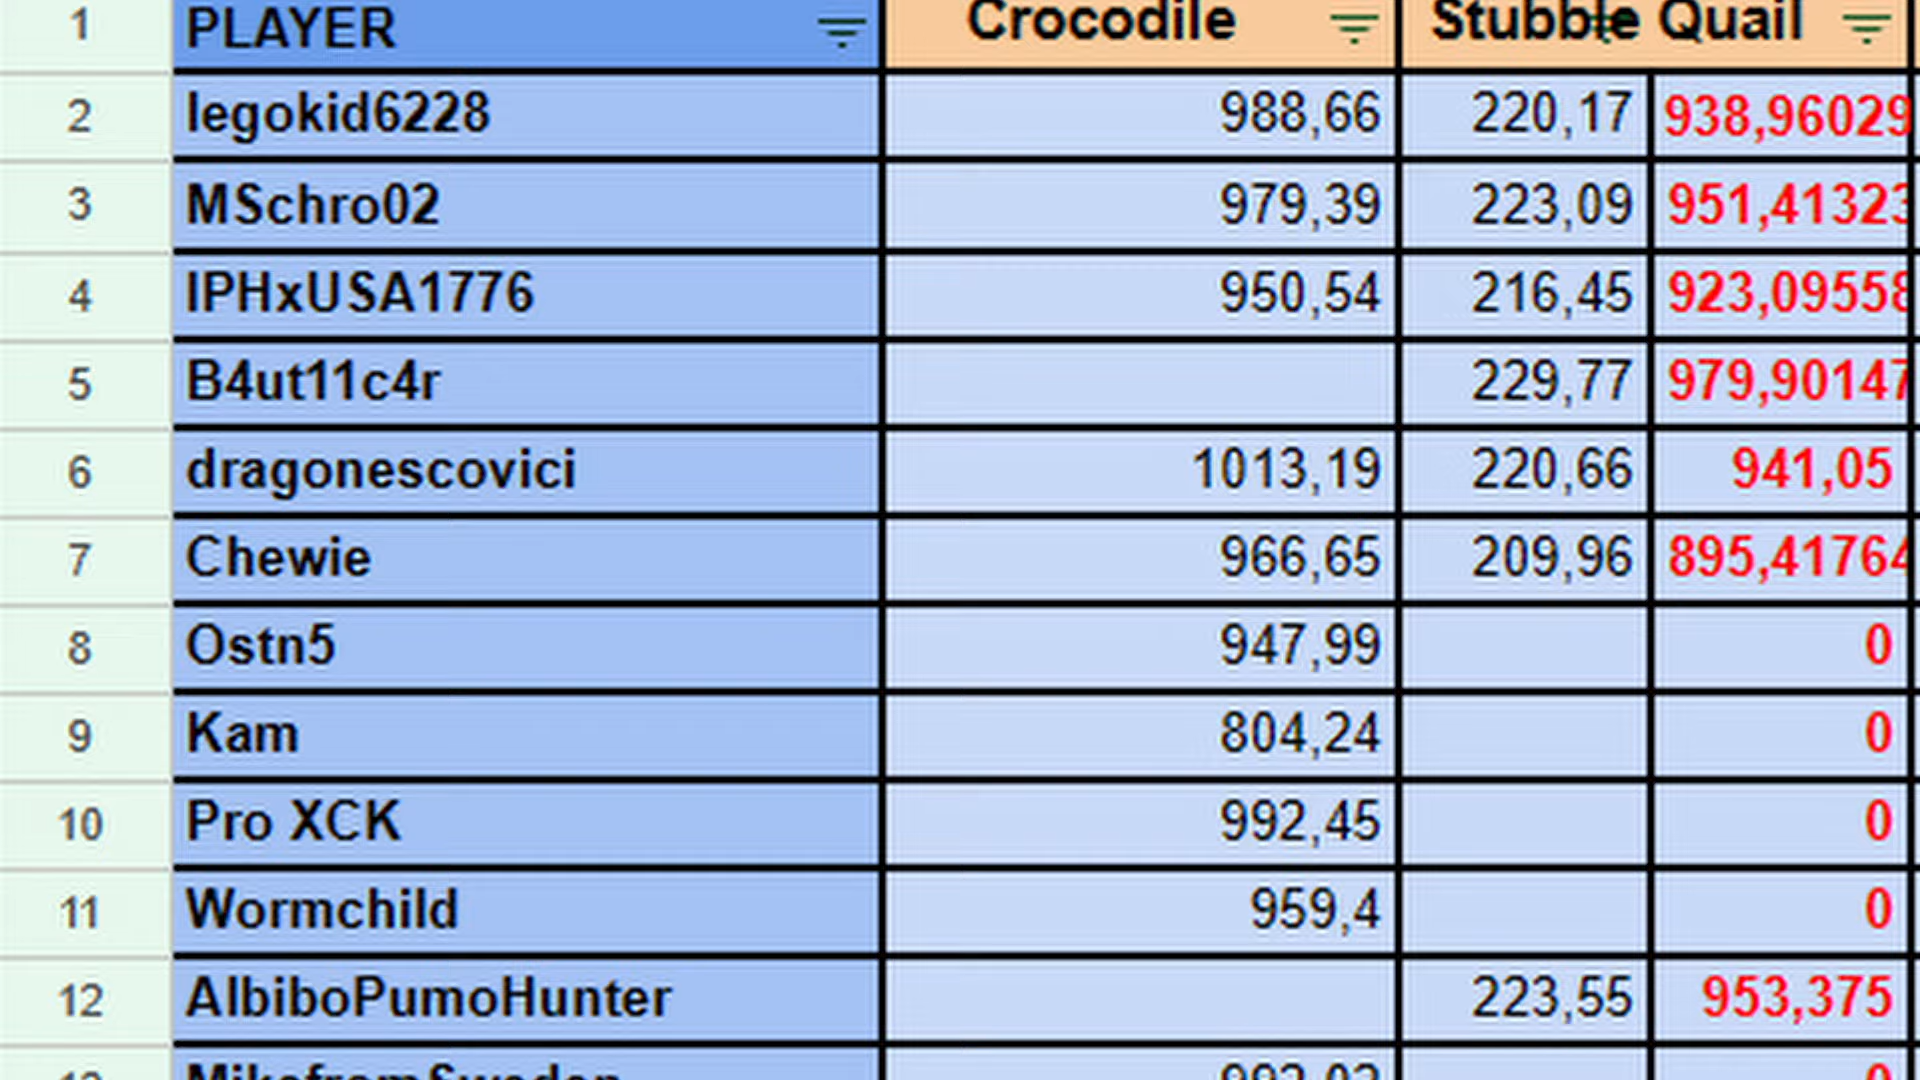 1 PLAYER Crocodile Stubble Quail
2 legokid6228 988,66 220,17 938,96029
3 MSchro02 979,39 223,09 951,41323
4 IPHxUSA1776 950,54 216,45 923,09558
5 B4ut11c4r 229,77 979,90147
6 dragonescovici 1013,19 220,66 941,05
7 Chewie 966,65 209,96 895,41764
8 Ostn5 947,99 0
9 Kam 804,24 0
10 Pro XCK 992,45 0
11 Wormchild 959,4 0
12 AlbiboPumoHunter 223,55 953,375